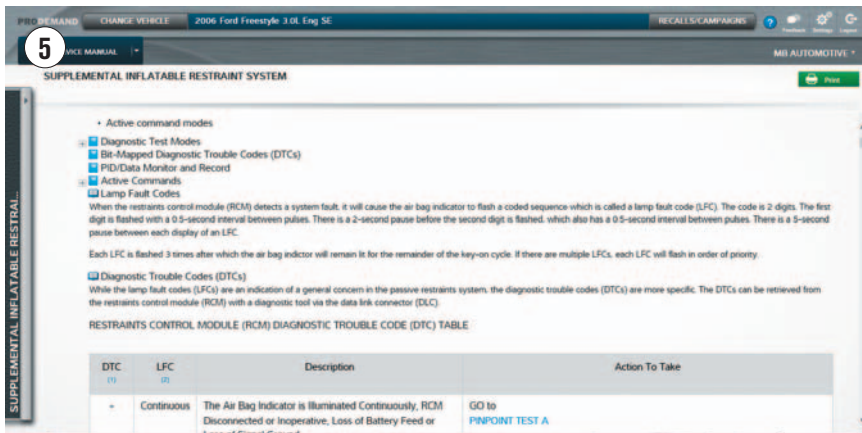 PRODEMAND CHANGE VEHICLE 2006 Ford Freestyle 3.0L Eng SE RECALLS/CAMPAIGNS ? Feedback Settings Logout
5 VICE MANUAL MB AUTOMOTIVE
SUPPLEMENTAL INFLATABLE RESTRAINT SYSTEM Print
SUPPLEMENTAL INFLATABLE RESTRAI...
• Active command modes
Diagnostic Test Modes
Bit-Mapped Diagnostic Trouble Codes (DTCs)
PID/Data Monitor and Record
Active Commands
Lamp Fault Codes
When the restraints control module (RCM) detects a system fault, it will cause the air bag indicator to flash a coded sequence which is called a lamp fault code (LFC). The code is 2 digits. The first
digit is flashed with a 0.5-second interval between pulses. There is a 2-second pause before the second digit is flashed, which also has a 0.5-second interval between pulses. There is a 5-second
pause between each display of an LFC.
Each LFC is flashed 3 times after which the air bag indictor will remain lit for the remainder of the key-on cycle. If there are multiple LFCs, each LFC will flash in order of priority.
Diagnostic Trouble Codes (DTCs)
While the lamp fault codes (LFCs) are an indication of a general concern in the passive restraints system, the diagnostic trouble codes (DTCs) are more specific. The DTCs can be retrieved from
the restraints control module (RCM) with a diagnostic tool via the data link connector (DLC).
RESTRAINTS CONTROL MODULE (RCM) DIAGNOSTIC TROUBLE CODE (DTC) TABLE
DTC LFC Description Action To Take
(1) (2)
- Continuous The Air Bag Indicator is Illuminated Continuously, RCM GO to
Disconnected or Inoperative, Loss of Battery Feed or PINPOINT TEST A